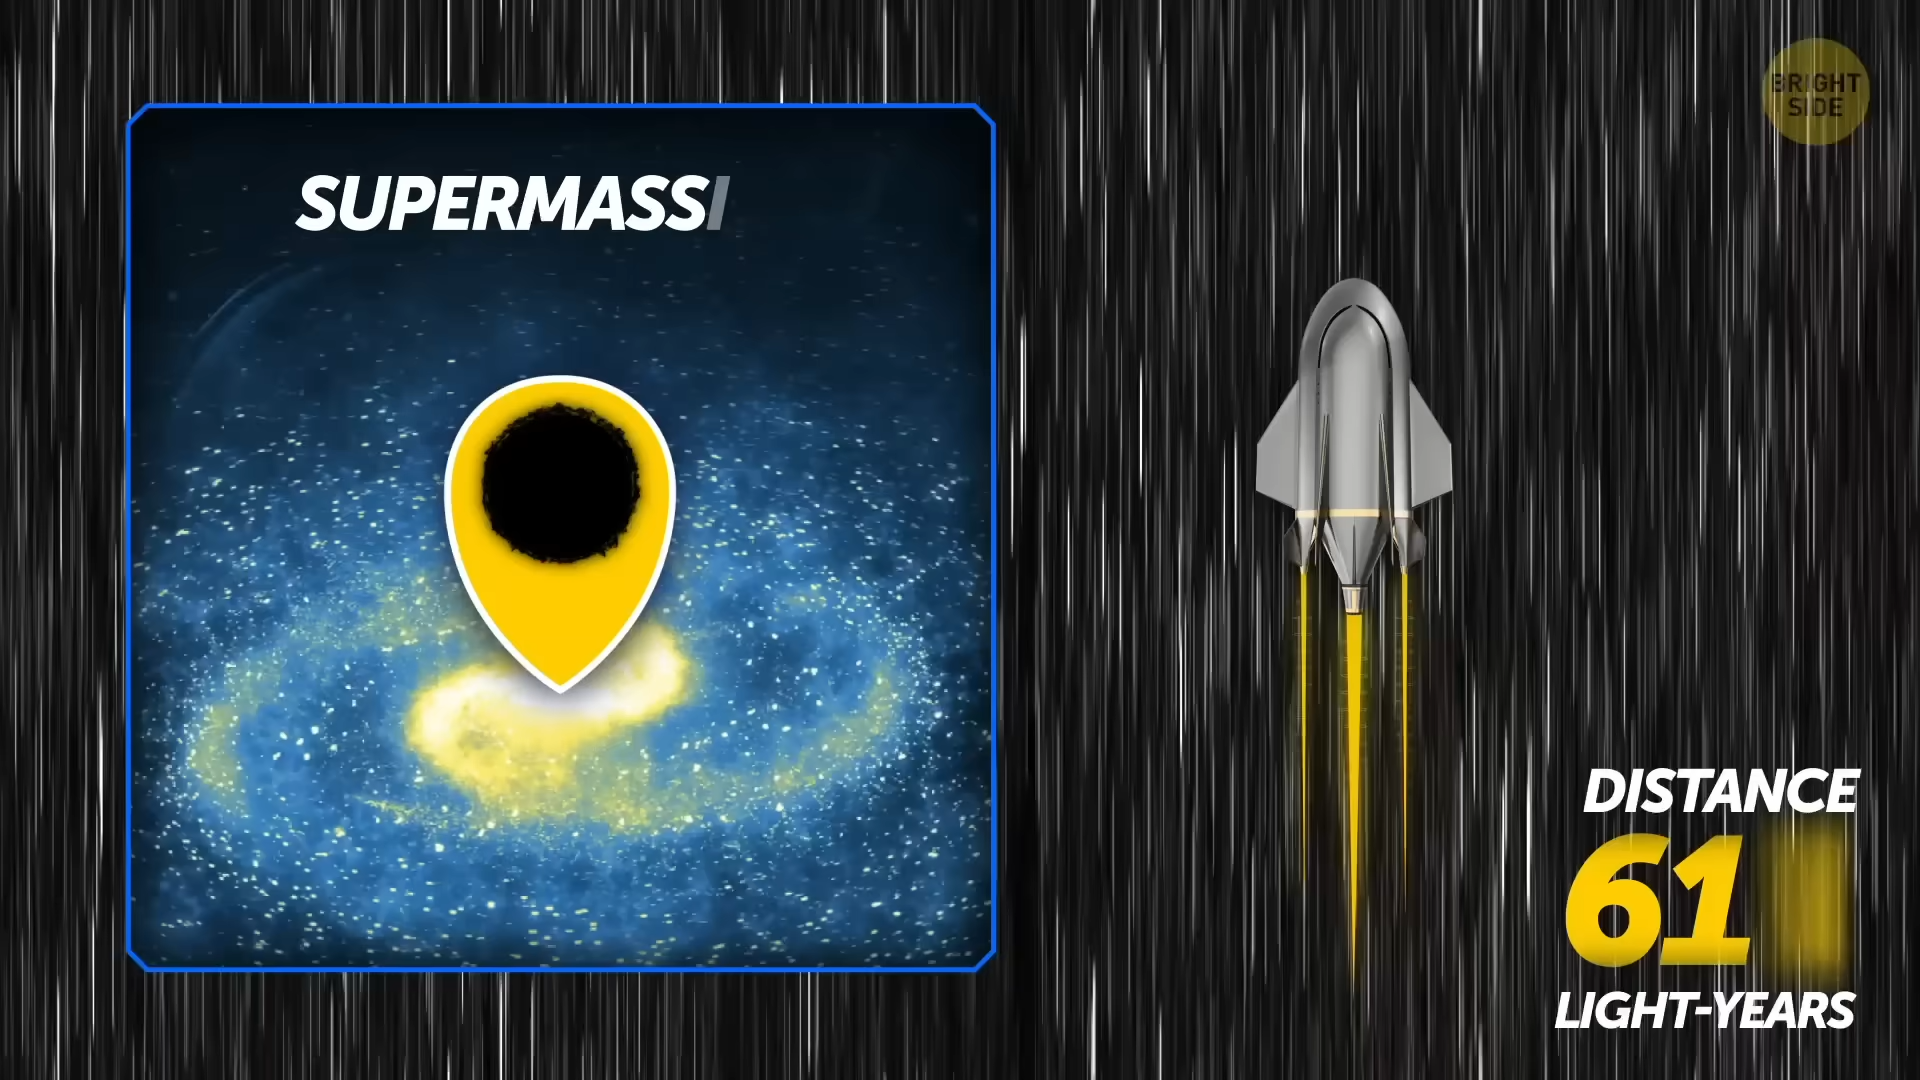 SUPERMASSI
BRIGHT
SIDE
DISTANCE
61
LIGHT-YEARS